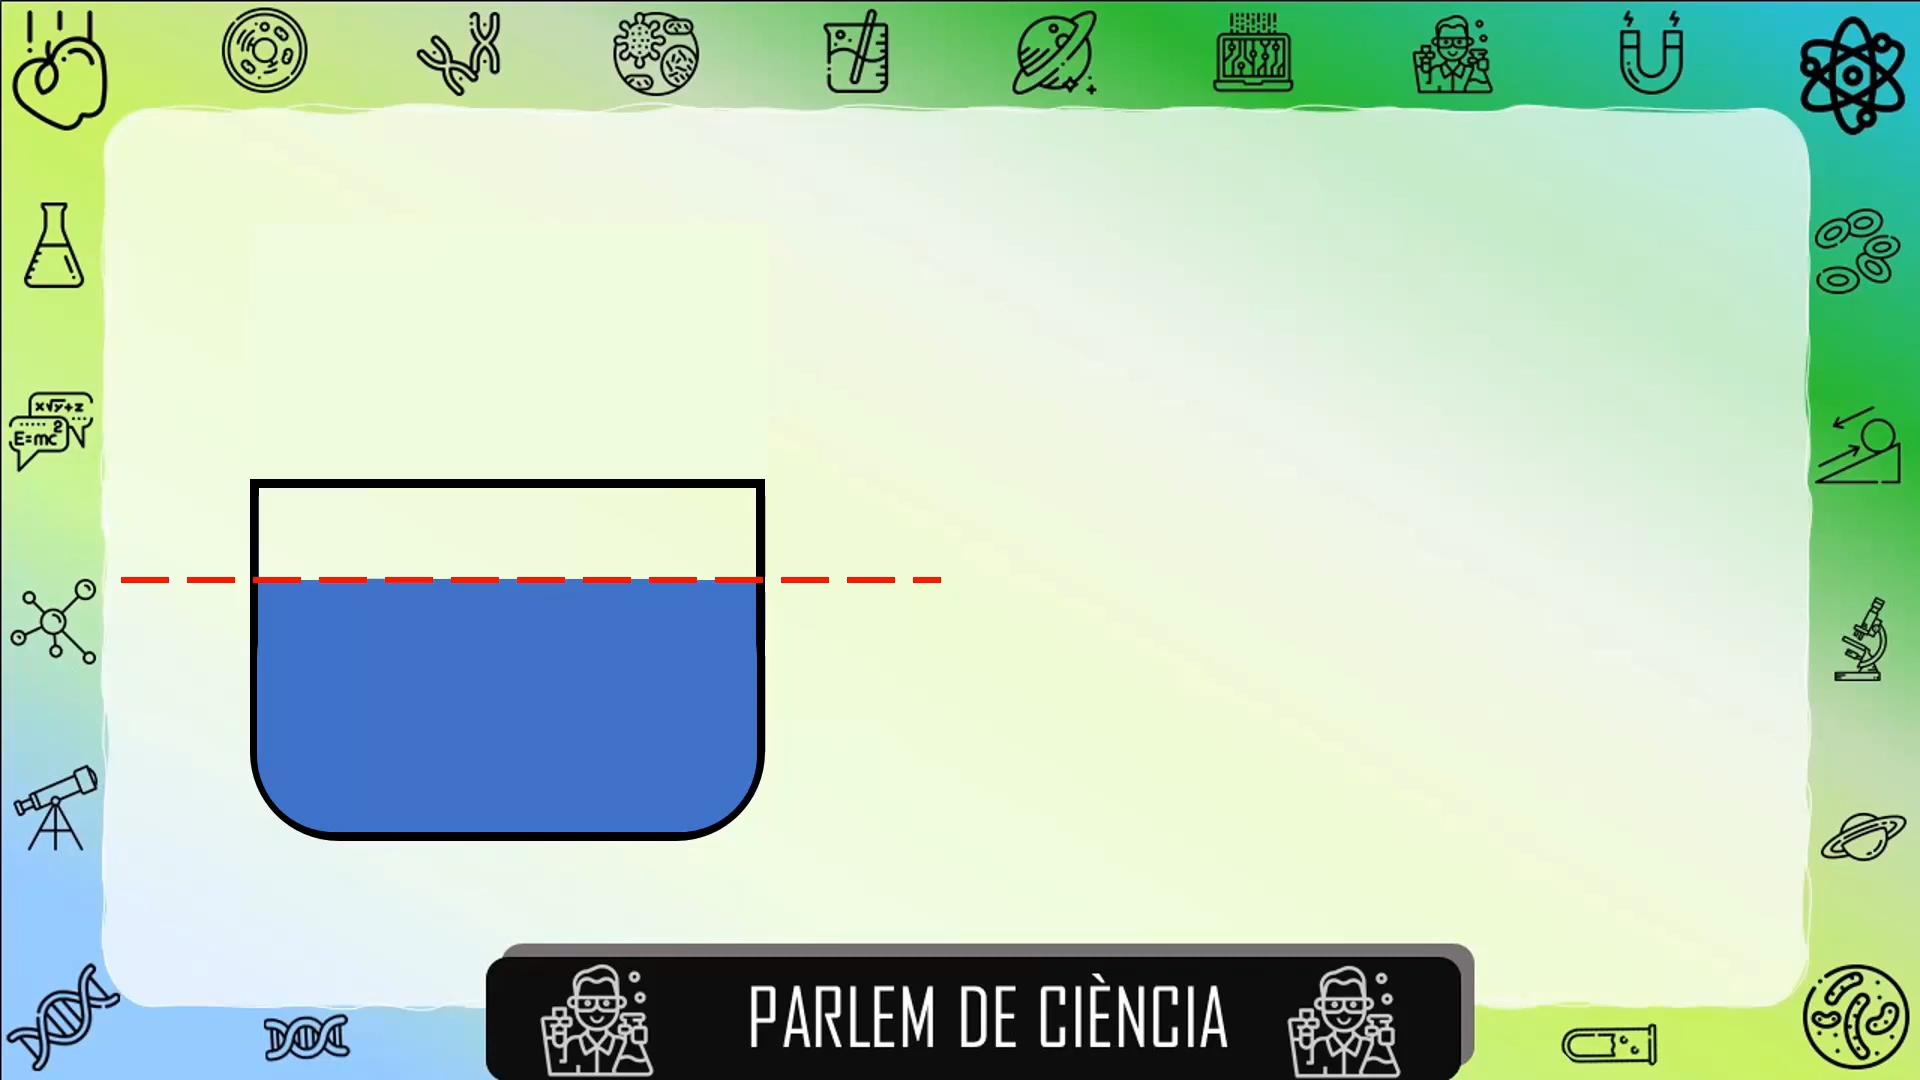 x√y+z
E=mc²
PARLEM DE CIÈNCIA